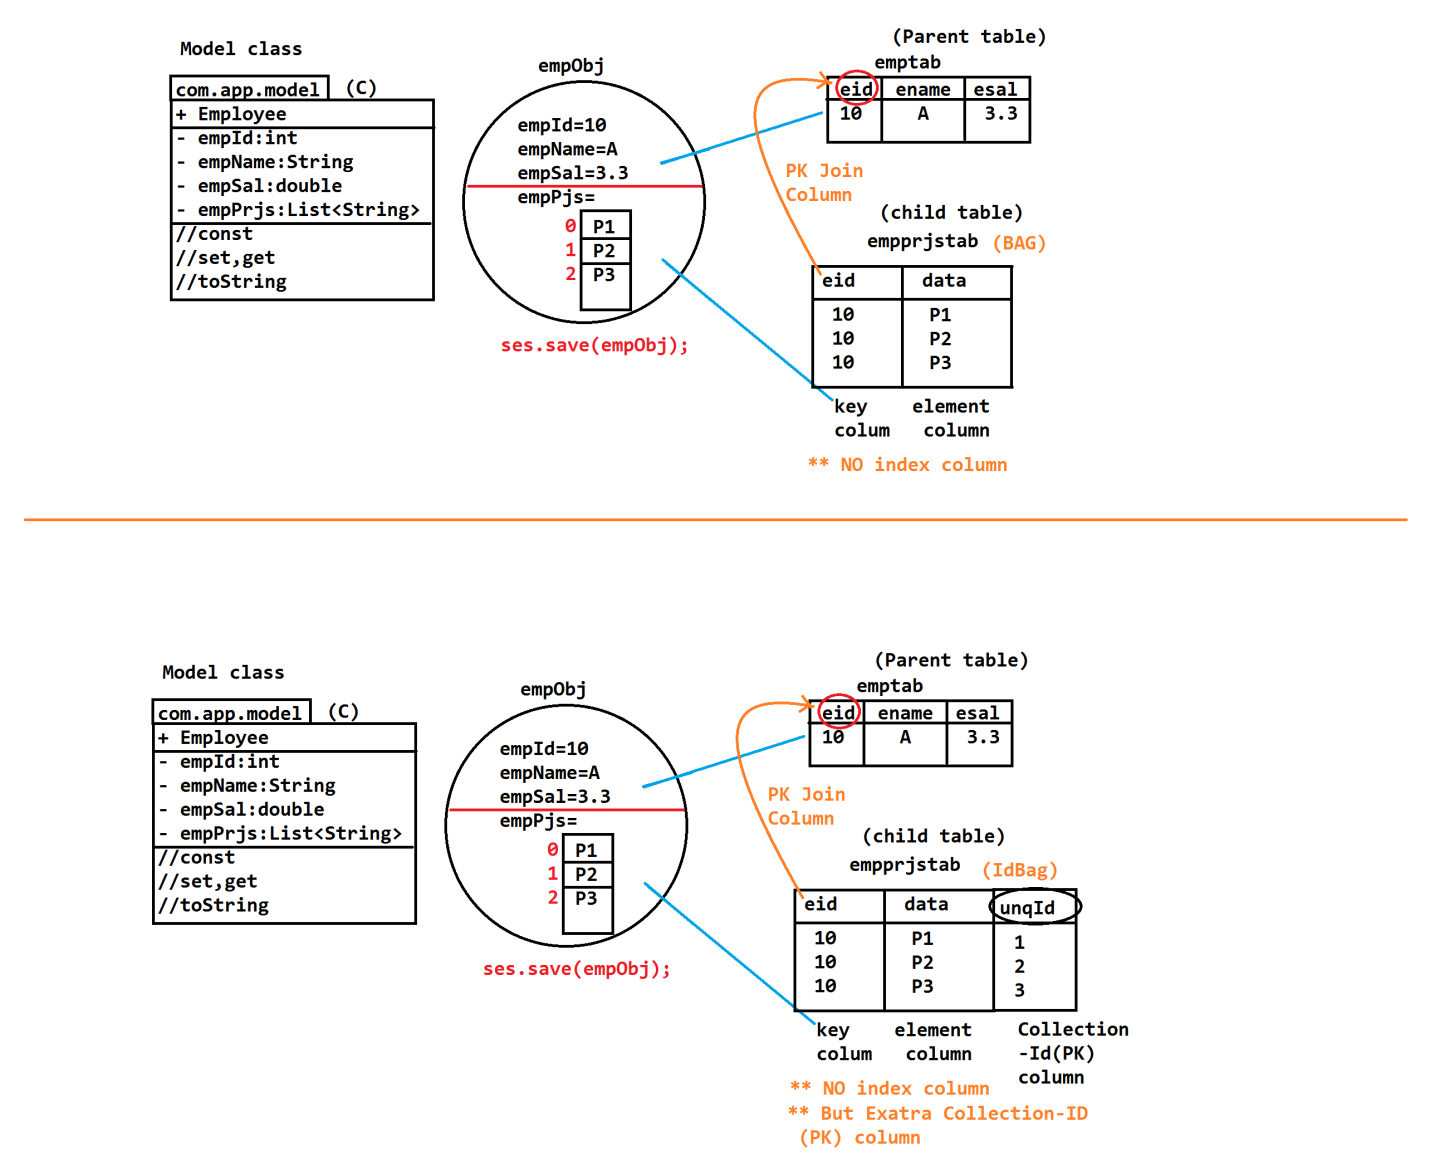 Model class
com.app.model (C)
+ Employee
- empId:int
- empName:String
- empSal:double
- empPrjs:List<String>
//const
//set,get
//toString
empObj
empId=10
empName=A
empSal=3.3
empPjs=
0 P1
1 P2
2 P3
ses.save(empObj);
(Parent table)
emptab
eid ename esal
10 A 3.3
PK Join
Column
(child table)
empprjstab (BAG)
eid data
10 P1
10 P2
10 P3
key element
colum column
** NO index column
Model class
com.app.model (C)
+ Employee
- empId:int
- empName:String
- empSal:double
- empPrjs:List<String>
//const
//set,get
//toString
empObj
empId=10
empName=A
empSal=3.3
empPjs=
0 P1
1 P2
2 P3
ses.save(empObj);
(Parent table)
emptab
eid ename esal
10 A 3.3
PK Join
Column
(child table)
empprjstab (IdBag)
eid data unqId
10 P1 1
10 P2 2
10 P3 3
key element Collection
colum column -Id(PK)
column
** NO index column
** But Exatra Collection-ID
(PK) column